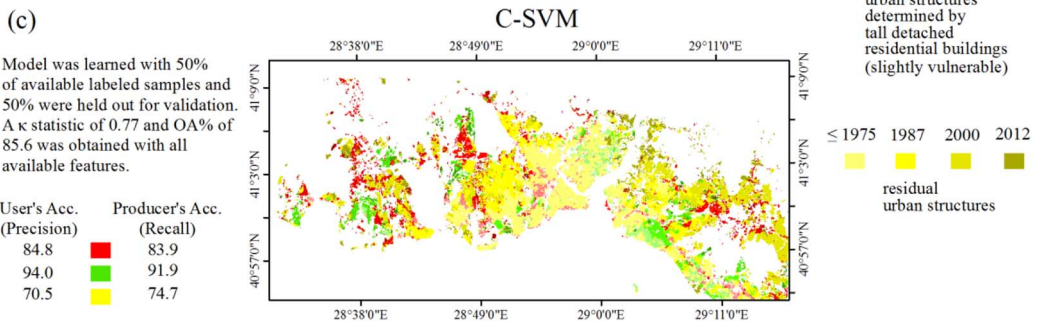 (c)
C-SVM
Model was learned with 50%
of available labeled samples and
50% were held out for validation.
A κ statistic of 0.77 and OA% of
85.6 was obtained with all
available features.
User's Acc. Producer's Acc.
(Precision) (Recall)
84.8 83.9
94.0 91.9
70.5 74.7
28°38'0"E 28°49'0"E 29°0'0"E 29°11'0"E
41°9'0"N 41°9'0"N
41°3'0"N 41°3'0"N
40°57'0"N 40°57'0"N
28°38'0"E 28°49'0"E 29°0'0"E 29°11'0"E
urban structures
determined by
tall detached
residential buildings
(slightly vulnerable)
≤ 1975 1987 2000 2012
residual
urban structures